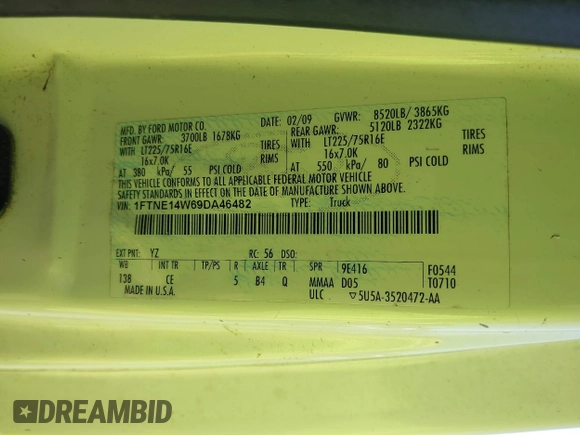 MFD. BY FORD MOTOR CO.
DATE: 02/09 GVWR: 8520LB/ 3865KG
FRONT GAWR: 3700LB 1678KG
REAR GAWR: 5120LB 2322KG
WITH LT225/75R16E TIRES
WITH LT225/75R16E TIRES
16x7.0K RIMS
16x7.0K RIMS
AT 380 kPa/ 55 PSI COLD
AT 550 kPa/ 80 PSI COLD
THIS VEHICLE CONFORMS TO ALL APPLICABLE FEDERAL MOTOR VEHICLE
SAFETY STANDARDS IN EFFECT ON THE DATE OF MANUFACTURE SHOWN ABOVE.
VIN: 1FTNE14W69DA46482 TYPE: Truck
EXT PNT: YZ RC: 56 DSO:
WB INT TR TP/PS R AXLE TR SPR 9E416 F0544
138 CE 5 B4 Q MMAA D05 T0710
MADE IN U.S.A. ULC ▽5U5A-3520472-AA
DREAMBID